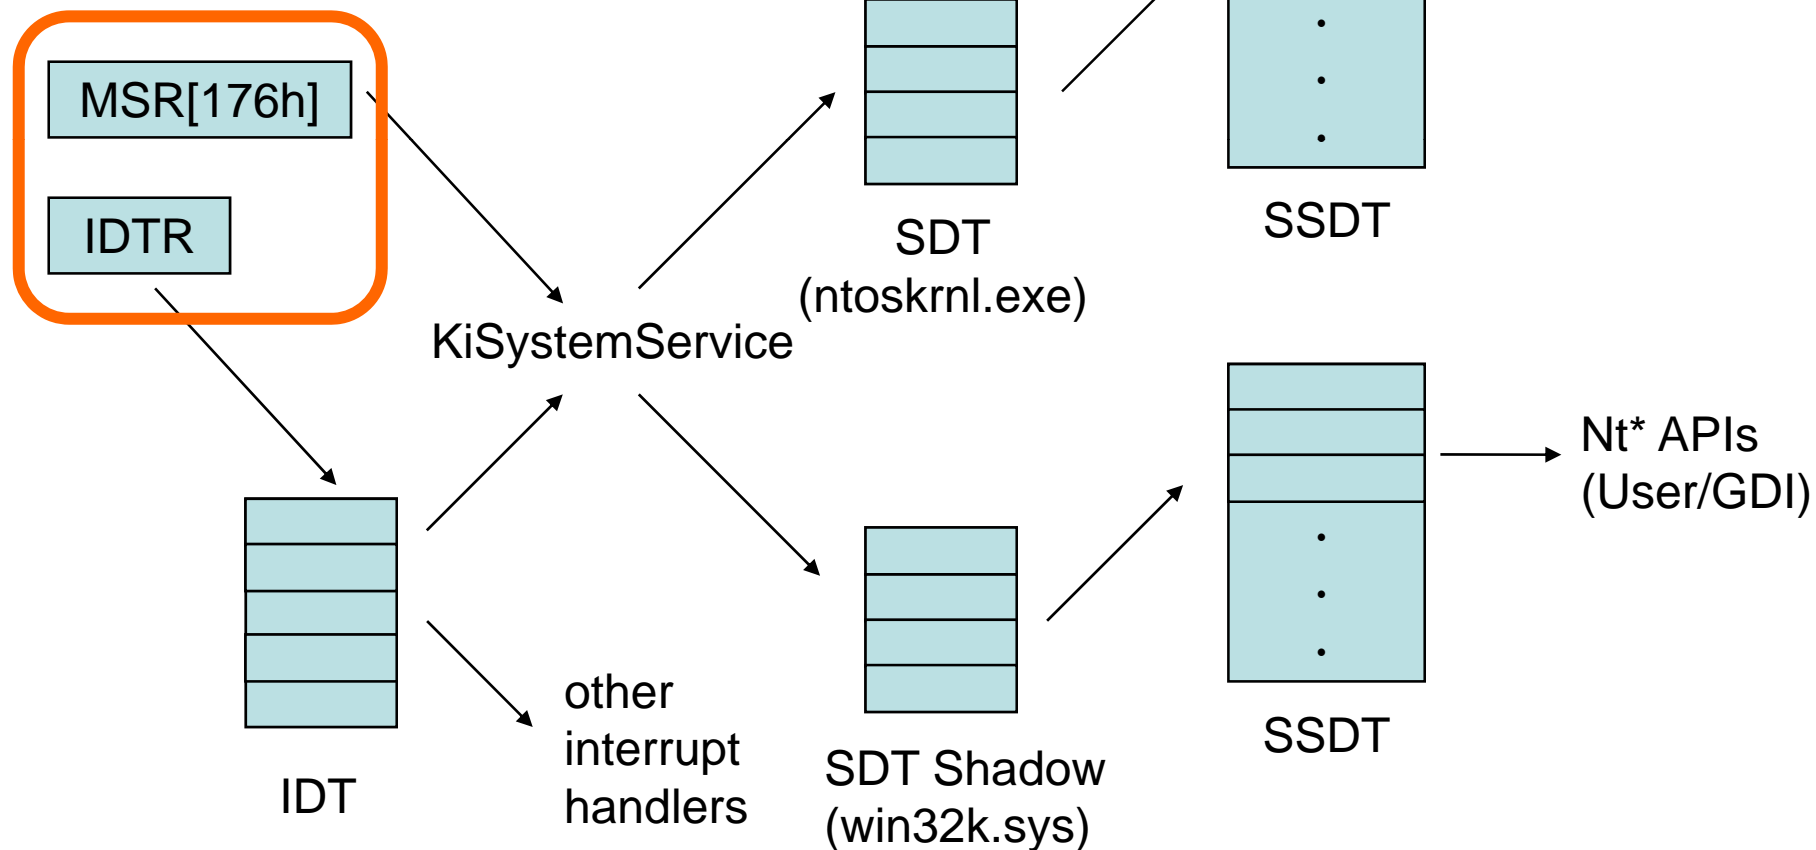 MSR[176h]
IDTR
SDT
(ntoskrnl.exe)
SSDT
KiSystemService
Nt* APIs
(User/GDI)
IDT
other
interrupt
handlers
SDT Shadow
(win32k.sys)
SSDT